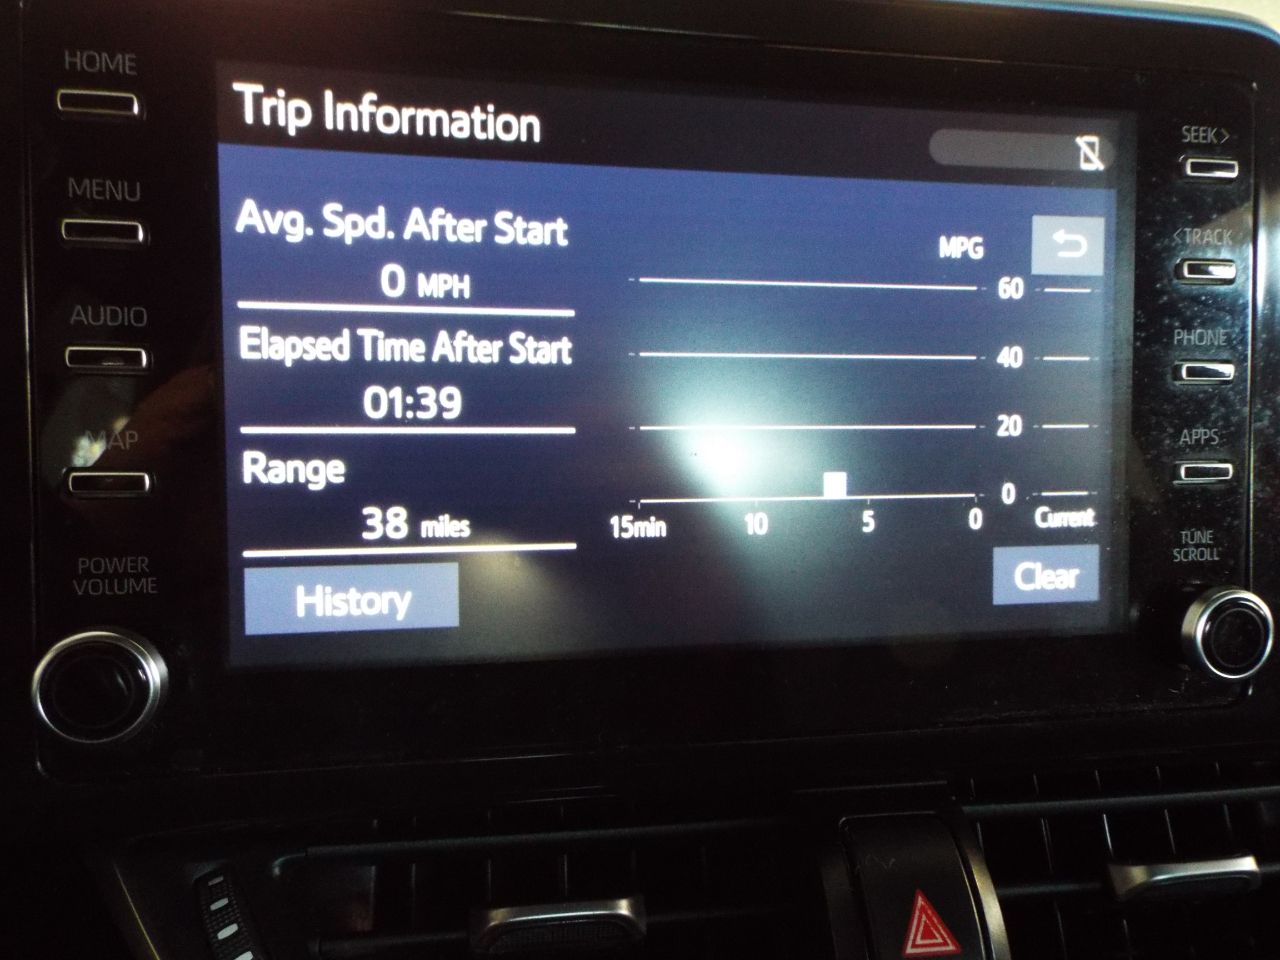 HOME
MENU
AUDIO
MAP
POWER
VOLUME
Trip Information
Avg. Spd. After Start
0 MPH
Elapsed Time After Start
01:39
Range
38 miles
History
MPG
60
40
20
0
15min 10 5 0 Current
Clear
SEEK>
<TRACK
PHONE
APPS
TUNE
SCROLL